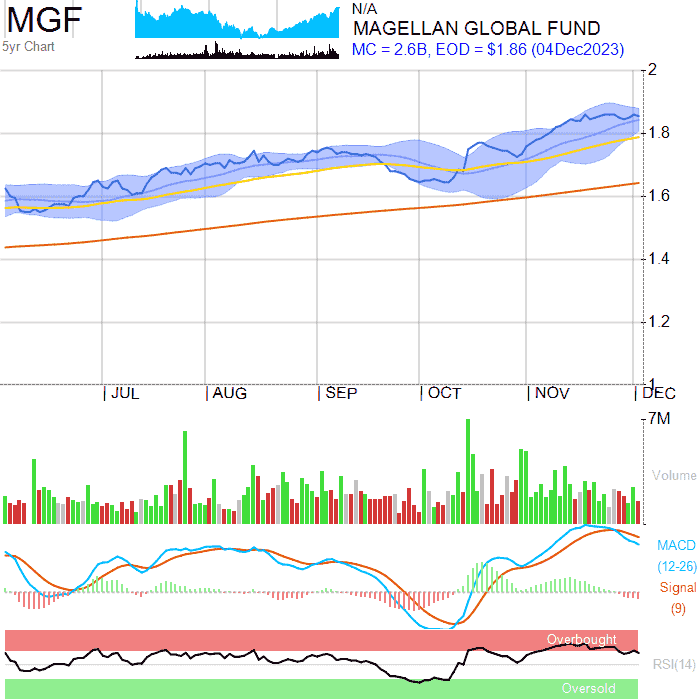 MGF
5yr Chart
N/A
MAGELLAN GLOBAL FUND
MC = 2.6B, EOD = $1.86 (04Dec2023)
2
1.8
1.6
1.4
1.2
1
JUL AUG SEP OCT NOV DEC
7M
Volume
MACD
(12-26)
Signal
(9)
Overbought
RSI(14)
Oversold